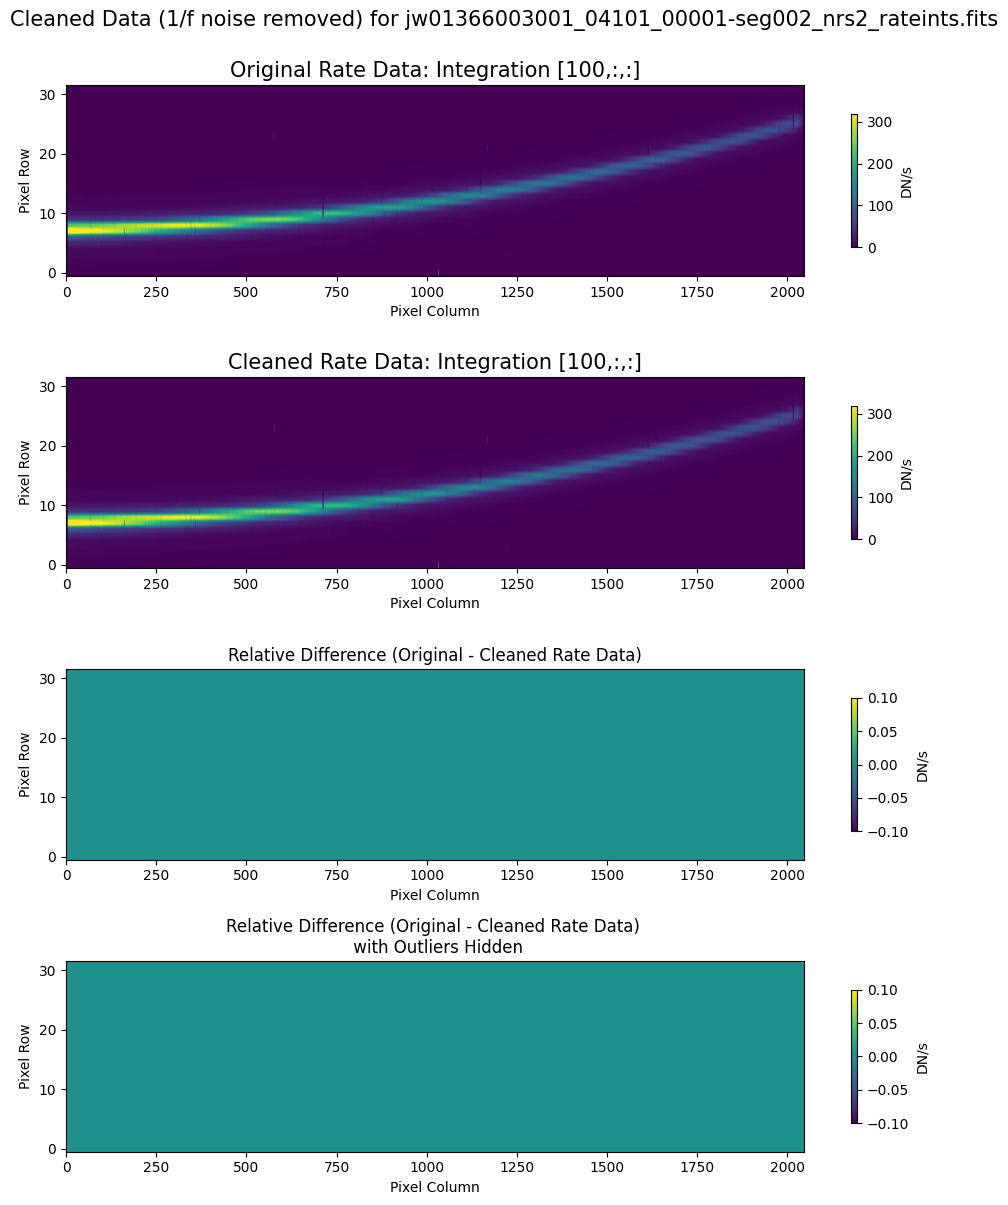 Cleaned Data (1/f noise removed) for jw01366003001_04101_00001-seg002_nrs2_rateints.fits
Original Rate Data: Integration [100,:,:]
30
20
10
0
Pixel Row
0 250 500 750 1000 1250 1500 1750 2000
Pixel Column
300
200
100
0
DN/s
Cleaned Rate Data: Integration [100,:,:]
30
20
10
0
Pixel Row
0 250 500 750 1000 1250 1500 1750 2000
Pixel Column
300
200
100
0
DN/s
Relative Difference (Original - Cleaned Rate Data)
30
20
10
0
Pixel Row
0 250 500 750 1000 1250 1500 1750 2000
Pixel Column
0.10
0.05
0.00
−0.05
−0.10
DN/s
Relative Difference (Original - Cleaned Rate Data)
with Outliers Hidden
30
20
10
0
Pixel Row
0 250 500 750 1000 1250 1500 1750 2000
Pixel Column
0.10
0.05
0.00
−0.05
−0.10
DN/s